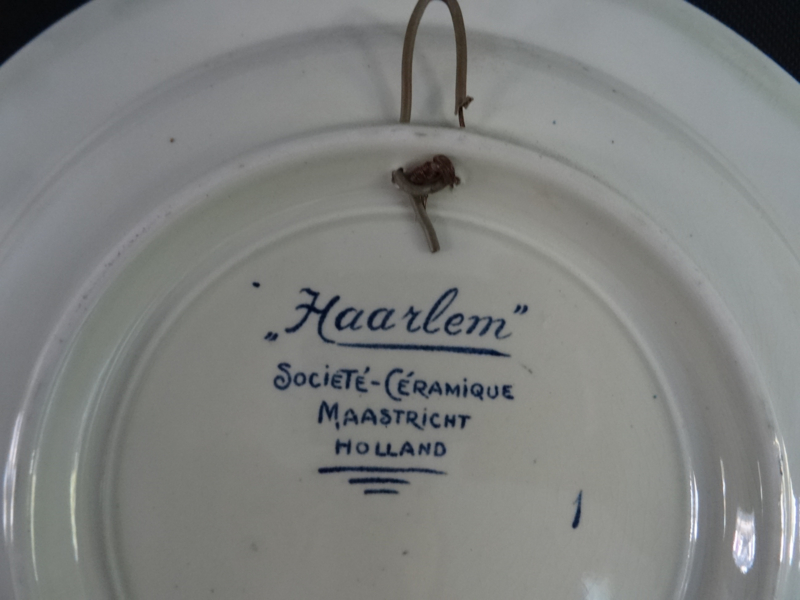 „Haarlem”
SOCIETÉ-CÉRAMIQUE
MAASTRICHT
HOLLAND
1